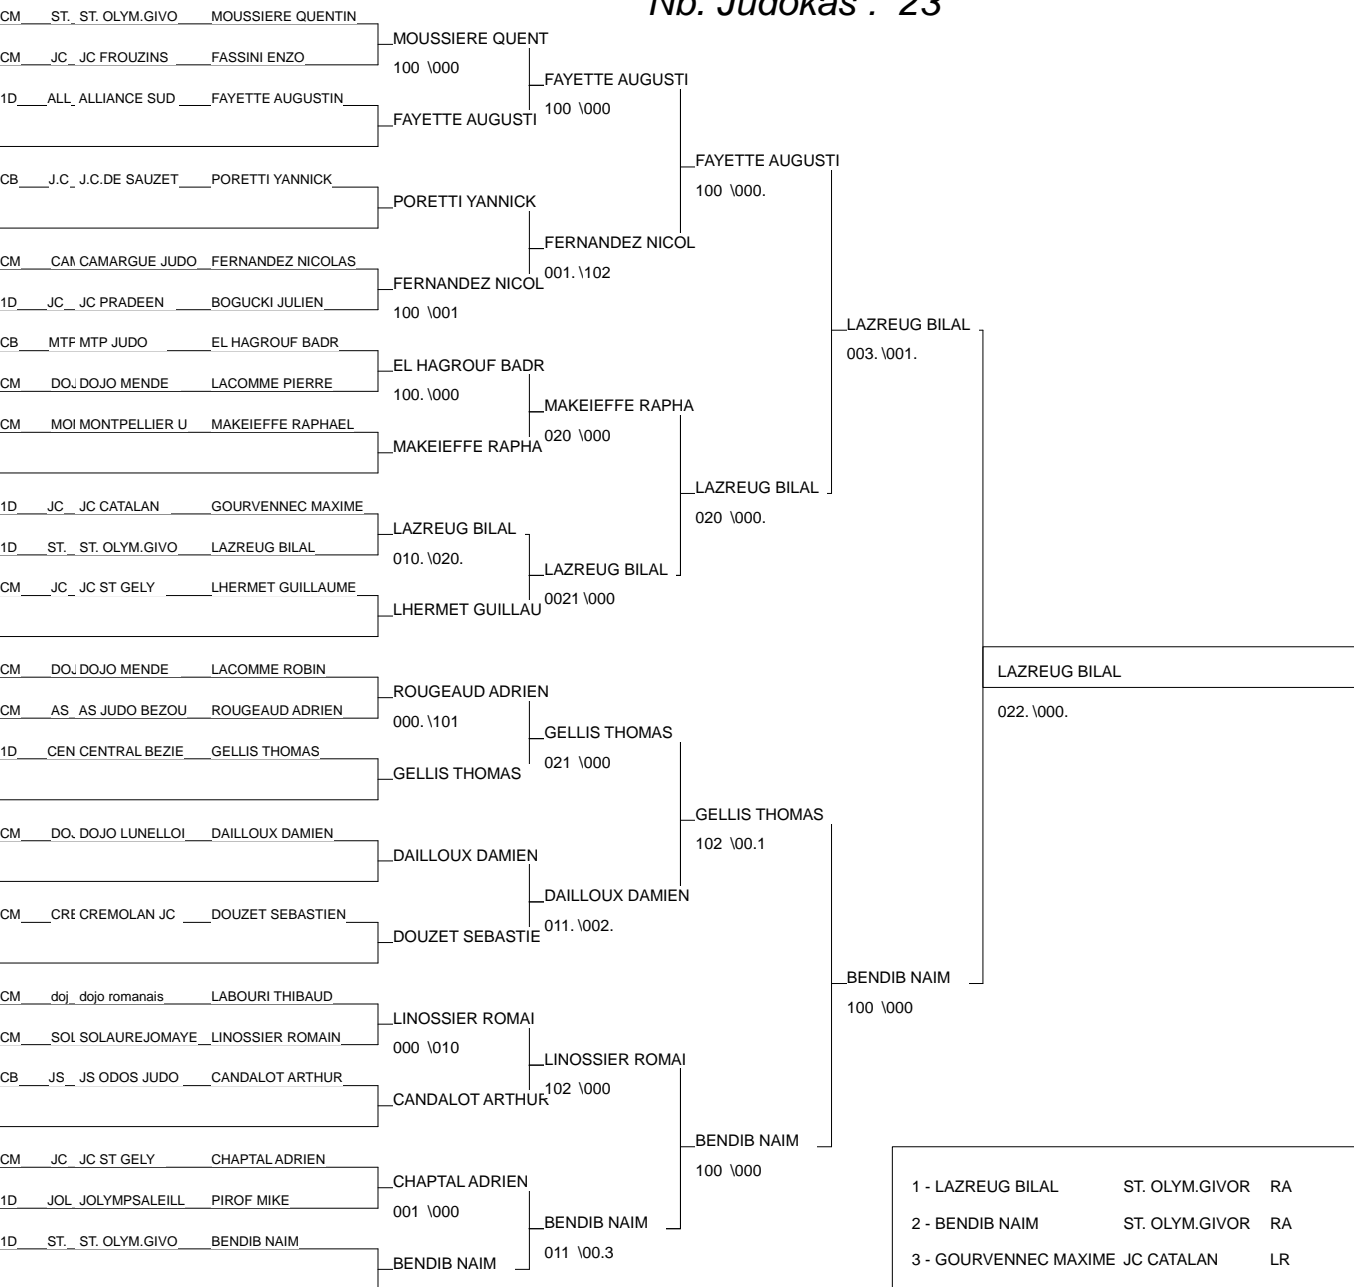 Nb. Judokas : 23
CM ST. ST. OLYM.GIVO MOUSSIERE QUENTIN
MOUSSIERE QUENT
CM JC JC FROUZINS FASSINI ENZO
100 \000
FAYETTE AUGUSTI
1D ALL ALLIANCE SUD FAYETTE AUGUSTIN
100 \000
FAYETTE AUGUSTI
FAYETTE AUGUSTI
CB J.C J.C.DE SAUZET PORETTI YANNICK
100 \000.
PORETTI YANNICK
FERNANDEZ NICOL
CM CAM CAMARGUE JUDO FERNANDEZ NICOLAS
001. \102
FERNANDEZ NICOL
1D JC JC PRADEEN BOGUCKI JULIEN
100 \001
LAZREUG BILAL
CB MTP MTP JUDO EL HAGROUF BADR
003. \001.
EL HAGROUF BADR
CM DOJ DOJO MENDE LACOMME PIERRE
100. \000
MAKEIEFFE RAPHA
CM MOI MONTPELLIER U MAKEIEFFE RAPHAEL
020 \000
MAKEIEFFE RAPHA
LAZREUG BILAL
1D JC JC CATALAN GOURVENNEC MAXIME
020 \000.
LAZREUG BILAL
1D ST. ST. OLYM.GIVO LAZREUG BILAL
010. \020.
LAZREUG BILAL
CM JC JC ST GELY LHERMET GUILLAUME
0021 \000
LHERMET GUILLAU
CM DOJ DOJO MENDE LACOMME ROBIN
LAZREUG BILAL
ROUGEAUD ADRIEN
CM AS AS JUDO BEZOU ROUGEAUD ADRIEN
022. \000.
000. \101
GELLIS THOMAS
1D CEN CENTRAL BEZIE GELLIS THOMAS
021 \000
GELLIS THOMAS
GELLIS THOMAS
CM DOJ DOJO LUNELLOI DAILLOUX DAMIEN
102 \00.1
DAILLOUX DAMIEN
DAILLOUX DAMIEN
CM CRE CREMOLAN JC DOUZET SEBASTIEN
011. \002.
DOUZET SEBASTIE
BENDIB NAIM
CM doj dojo romanais LABOURI THIBAUD
100 \000
LINOSSIER ROMAI
CM SOL SOLAUREJOMAYE LINOSSIER ROMAIN
000 \010
LINOSSIER ROMAI
CB JS JS ODOS JUDO CANDALOT ARTHUR
102 \000
CANDALOT ARTHUR
BENDIB NAIM
CM JC JC ST GELY CHAPTAL ADRIEN
100 \000
CHAPTAL ADRIEN
1 - LAZREUG BILAL ST. OLYM.GIVOR RA
1D JOL JOLYMPSALEILL PIROF MIKE
001 \000
BENDIB NAIM
2 - BENDIB NAIM ST. OLYM.GIVOR RA
1D ST. ST. OLYM.GIVO BENDIB NAIM
011 \00.3
3 - GOURVENNEC MAXIME JC CATALAN LR
BENDIB NAIM